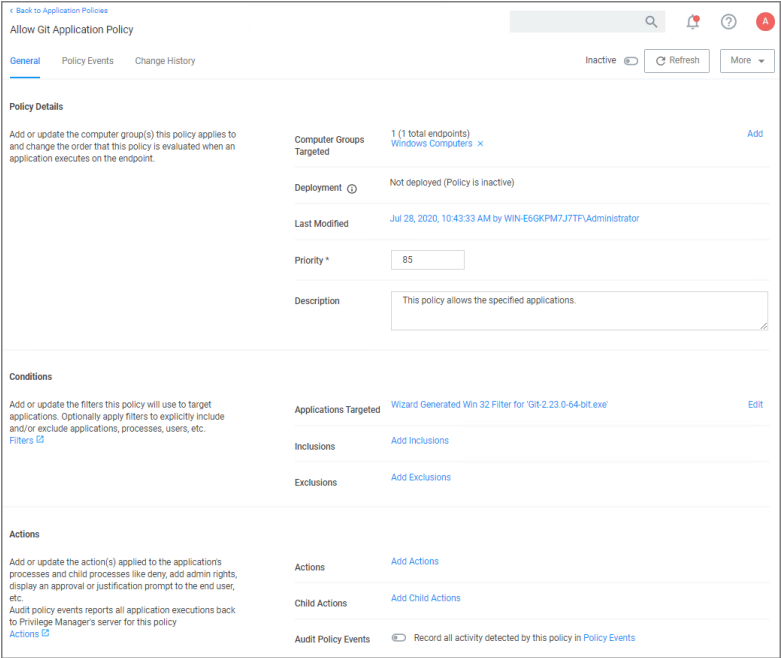 ‹ Back to Application Policies
Allow Git Application Policy
A
General
Policy Events
Change History
Inactive
Refresh
More
Policy Details
Add or update the computer group(s) this policy applies to
and change the order that this policy is evaluated when an
application executes on the endpoint.
Computer Groups
Targeted
1 (1 total endpoints)
Windows Computers ×
Add
Deployment
Not deployed (Policy is inactive)
Last Modified
Jul 28, 2020, 10:43:33 AM by WIN-E6GKPM7J7TF\Administrator
Priority *
85
Description
This policy allows the specified applications.
Conditions
Add or update the filters this policy will use to target
applications. Optionally apply filters to explicitly include
and/or exclude applications, processes, users, etc.
Filters
Applications Targeted
Wizard Generated Win 32 Filter for 'Git-2.23.0-64-bit.exe'
Edit
Inclusions
Add Inclusions
Exclusions
Add Exclusions
Actions
Add or update the action(s) applied to the application's
processes and child processes like deny, add admin rights,
display an approval or justification prompt to the end user,
etc.
Audit policy events reports all application executions back
to Privilege Manager's server for this policy
Actions
Actions
Add Actions
Child Actions
Add Child Actions
Audit Policy Events
Record all activity detected by this policy in Policy Events